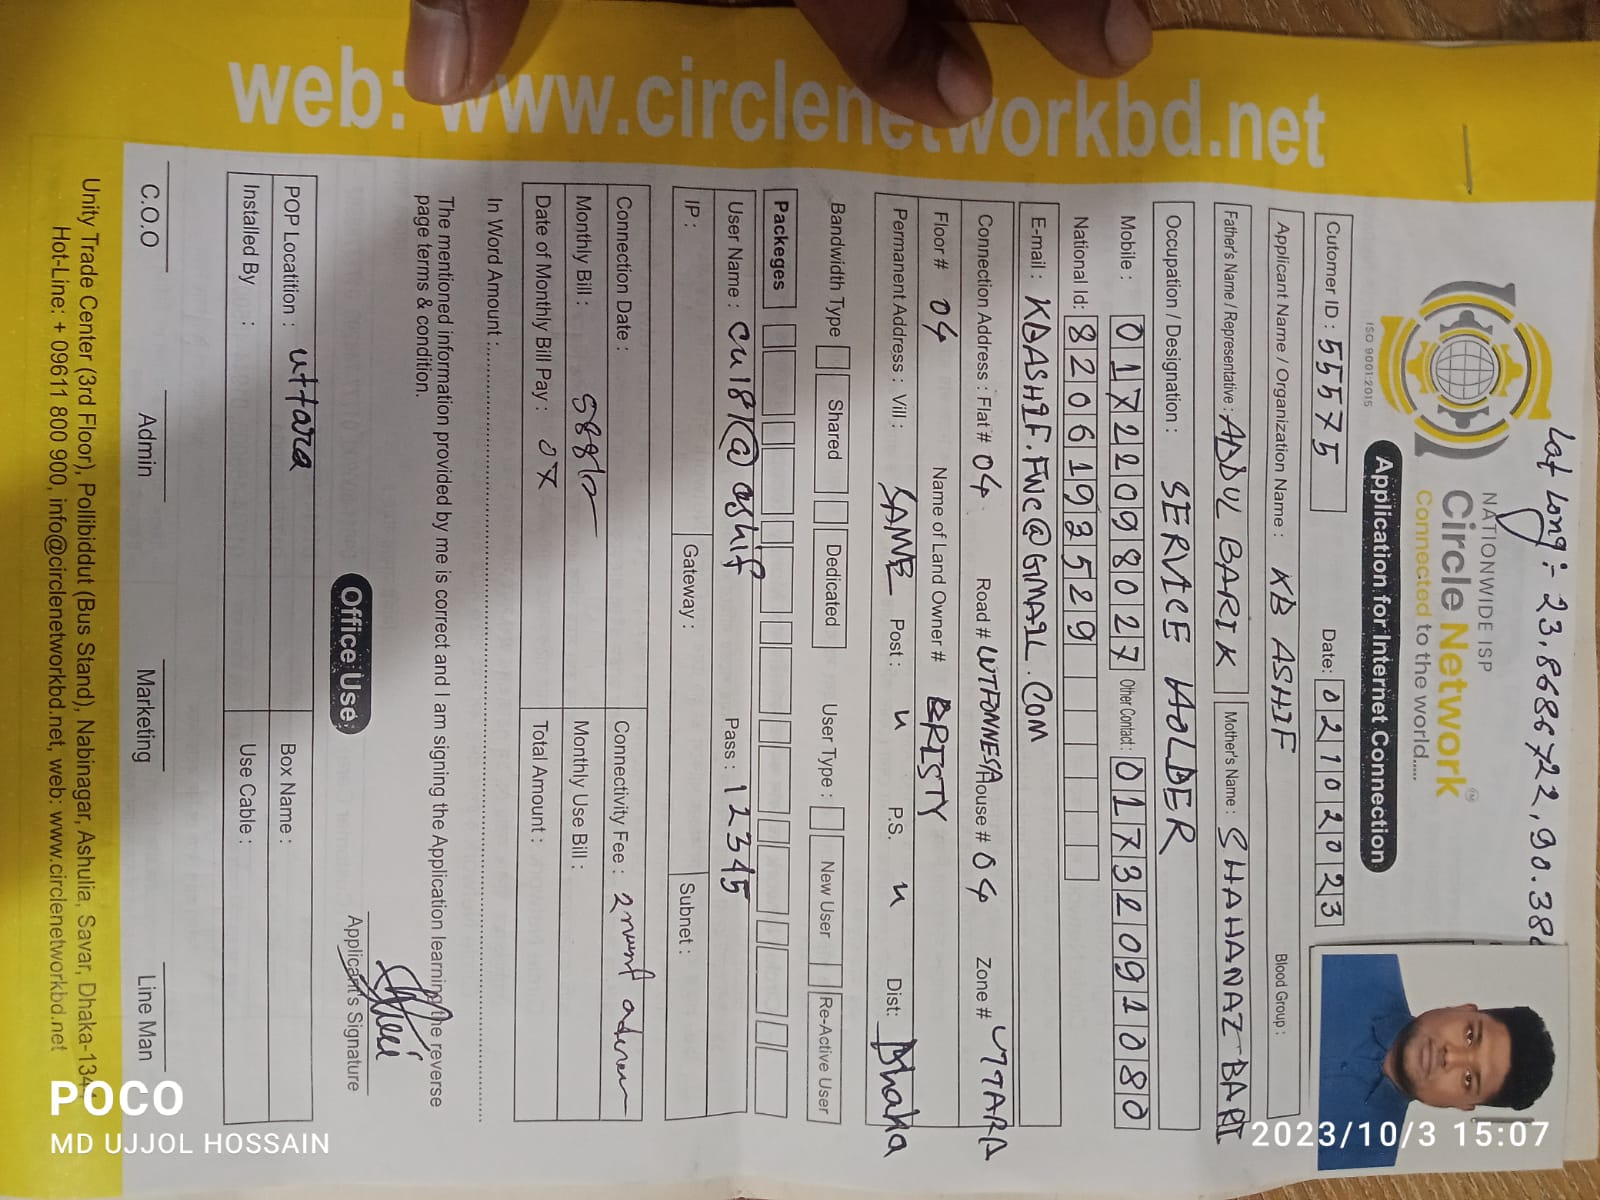 web: www.circlenetworkbd.net
Lat Long:- 23.8686722, 90.38
NATIONWIDE ISP
Circle Network
Connected to the world.....
ISO 9001:2015
Application for Internet Connection
Cutomer ID : 55575 Date: 02102023
Applicant Name / Organization Name : KB ASHIF Blood Group :
Father's Name / Representative : ABDUL BARIK Mother's Name : SHAHANAZ BARI
Occupation / Designation : SERVICE HOLDER
Mobile : 01722098027 Other Contact : 01732091080
National Id: 8206193529
E-mail : KBASHIF.FWC@GMAIL.COM
Connection Address : Flat # 04 Road # House # 04 Zone # UTTARA
Floor # 04 Name of Land Owner # BRISTY
Permanent Address : Vill : SAME Post : u P.S. u Dist: Dhaka
Bandwidth Type Shared Dedicated User Type : New User Re-Active User
Packeges
User Name : cu181@ashif Pass : 12345
IP : Gateway : Subnet :
Connection Date : Connectivity Fee :
Monthly Bill : Monthly Use Bill :
Date of Monthly Bill Pay : 07 Total Amount :
In Word Amount :
The mentioned information provided by me is correct and I am signing the Application learning the reverse
page terms & condition.
Applicant's Signature
Office Use
POP Locatition : uttara Box Name :
Installed By : Use Cable :
C.O.O Admin Marketing Line Man
Unity Trade Center (3rd Floor), Pollibiddut (Bus Stand), Nabinagar, Ashulia, Savar, Dhaka-134
Hot-Line: + 09611 800 900, info@circlenetworkbd.net, web: www.circlenetworkbd.net
POCO
MD UJJOL HOSSAIN
2023/10/3 15:07